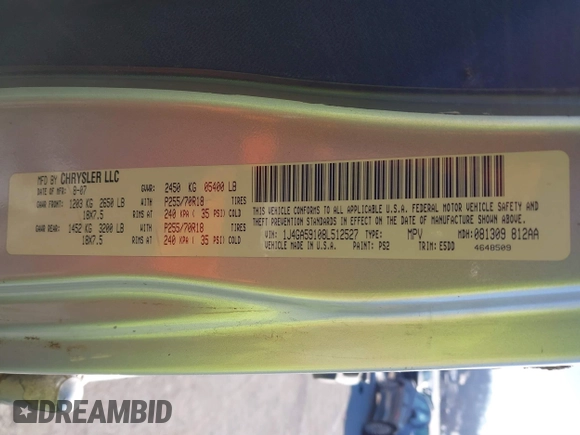 MFD BY CHRYSLER LLC
DATE OF MFR 8-07 GVWR: 2450 KG 05400 LB
GAWR FRONT: 1203 KG 2650 LB WITH P255/70R18 TIRES
18X7.5 RIMS AT 240 KPA ( 35 PSI) COLD
GAWR REAR: 1452 KG 3200 LB WITH P255/70R18 TIRES
18X7.5 RIMS AT 240 KPA ( 35 PSI) COLD
THIS VEHICLE CONFORMS TO ALL APPLICABLE U.S.A. FEDERAL MOTOR VEHICLE SAFETY
AND THEFT PREVENTION STANDARDS IN EFFECT ON THE DATE OF MANUFACTURE SHOWN ABOVE.
VIN: 1J4GA59108L512527 TYPE: MPV MDH: 081309 812AA
VEHICLE MADE IN U.S.A. PAINT: PS2 TRIM: E5DD 4648509
DREAMBID